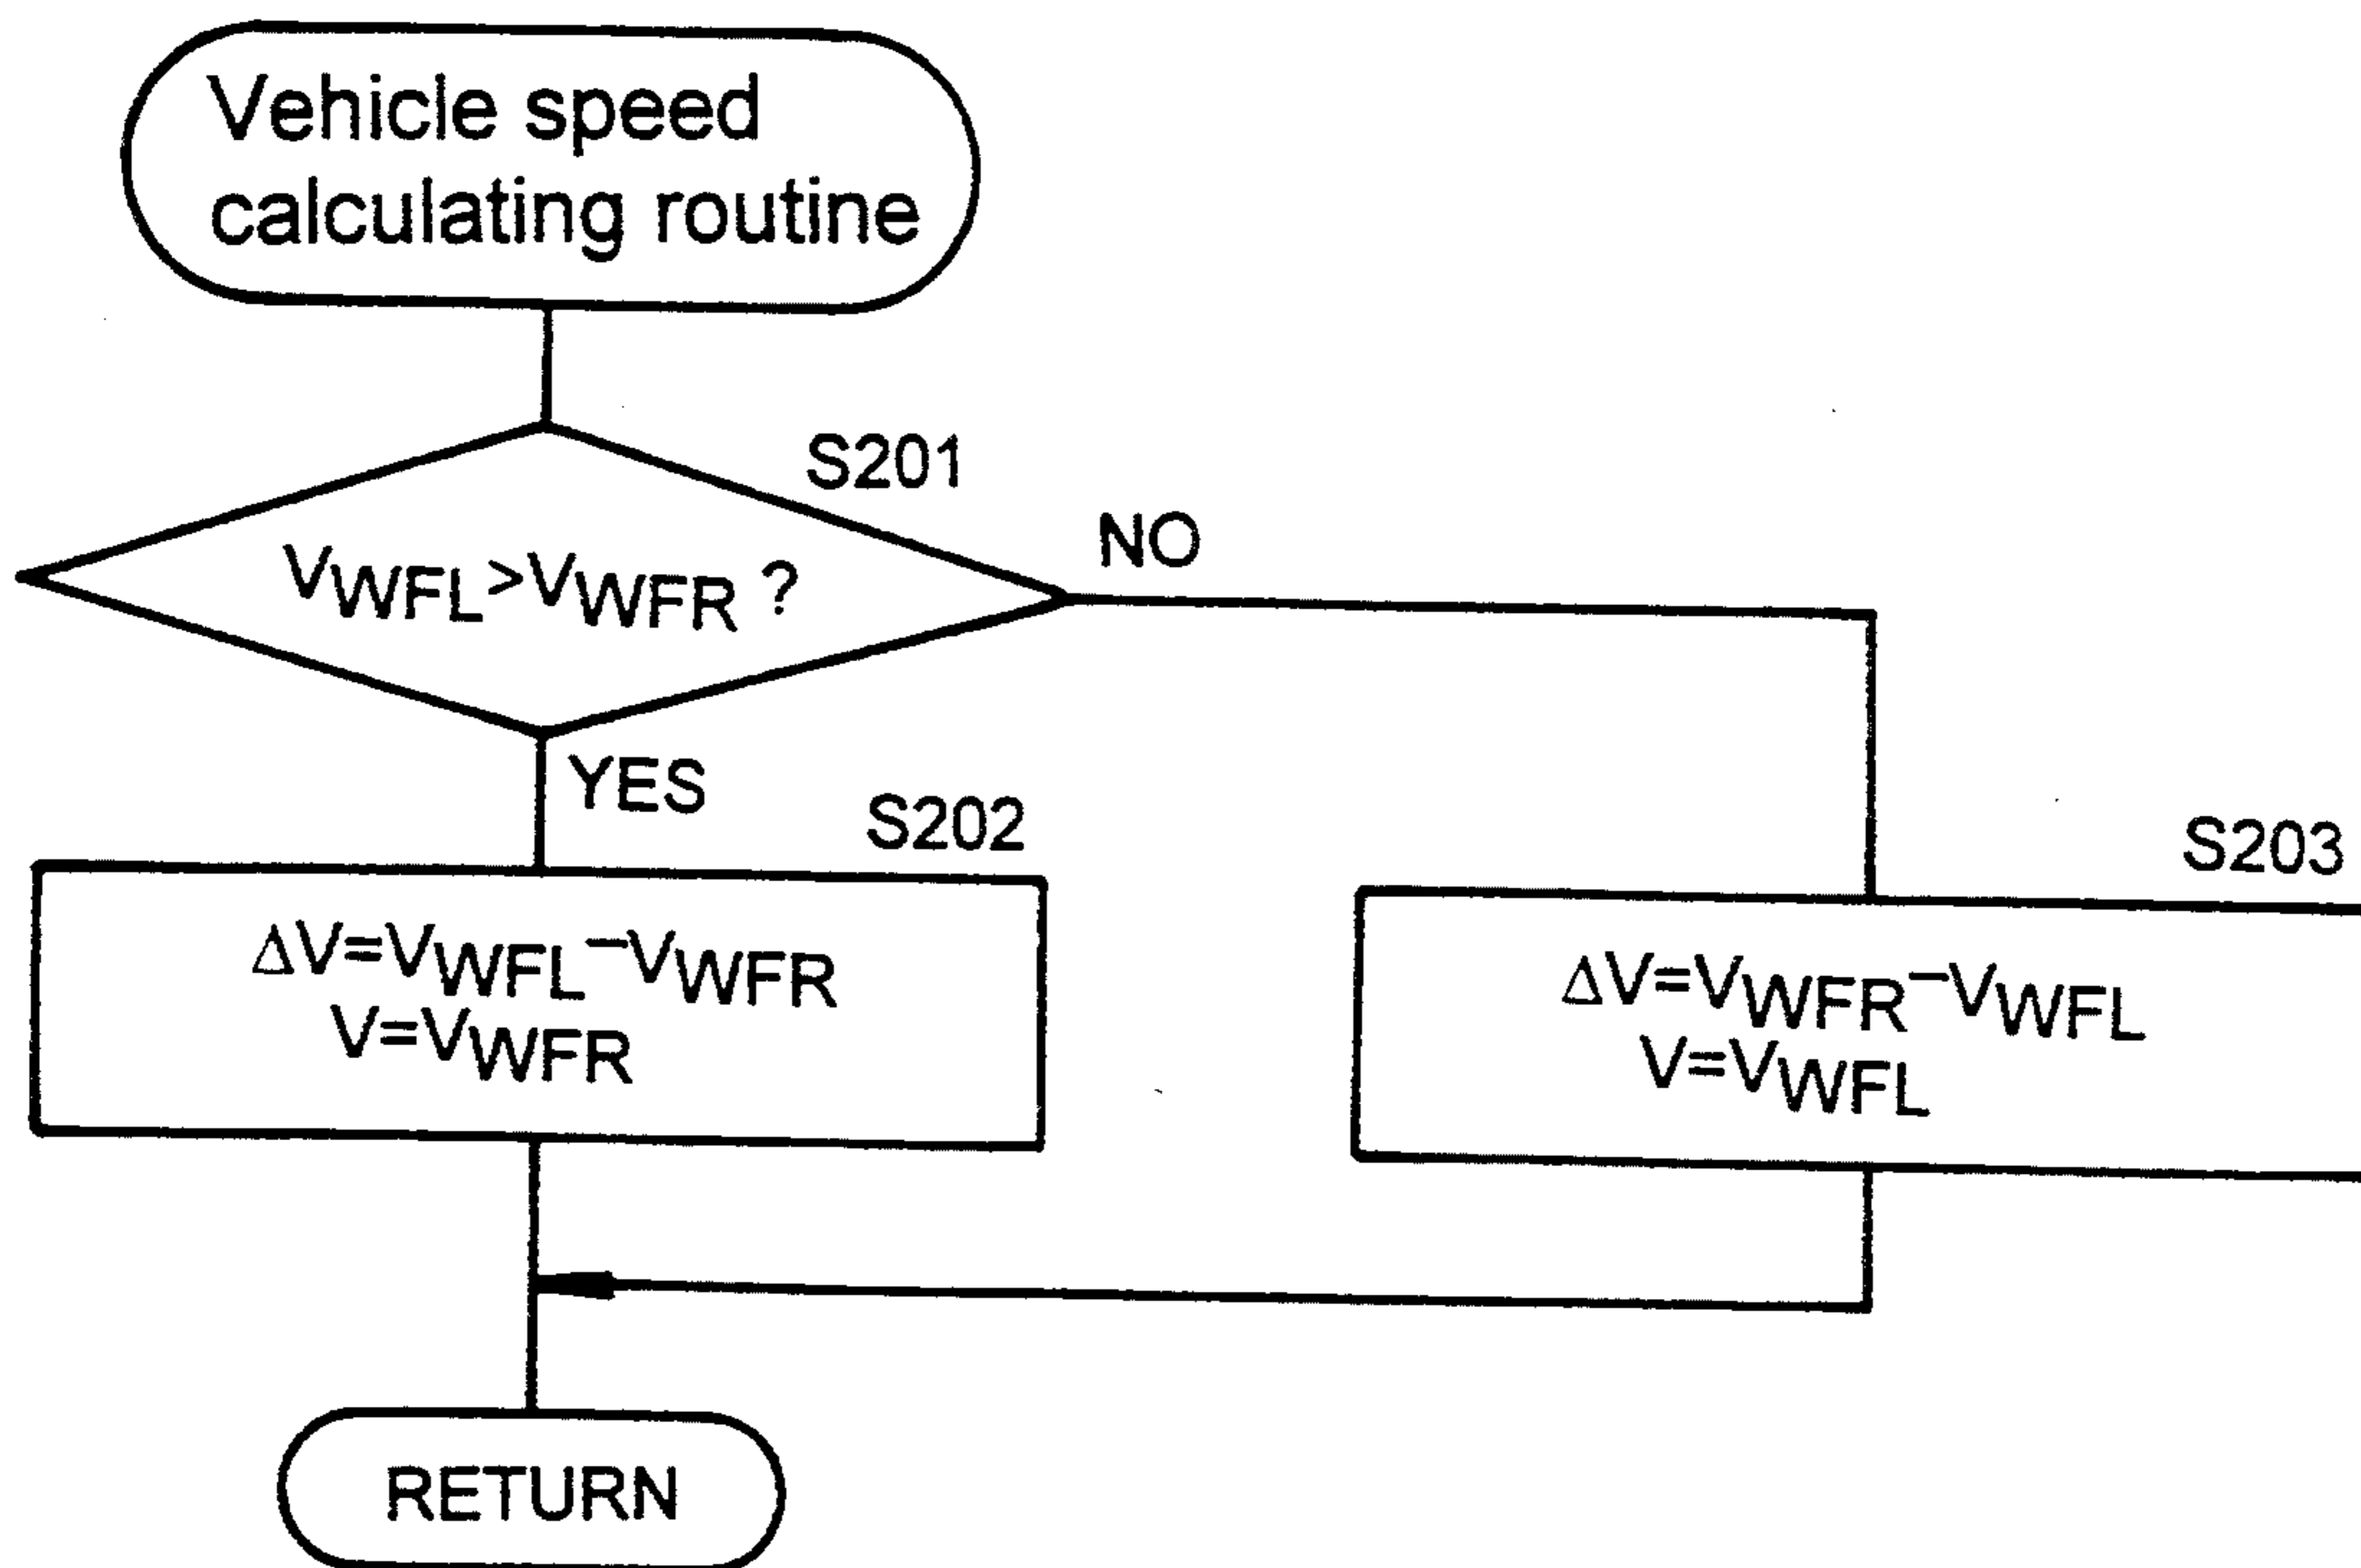 Vehicle speed
calculating routine
S201
VWFL>VWFR ?
NO
YES
S202
ΔV=VWFL-VWFR
V=VWFR
S203
ΔV=VWFR-VWFL
V=VWFL
RETURN